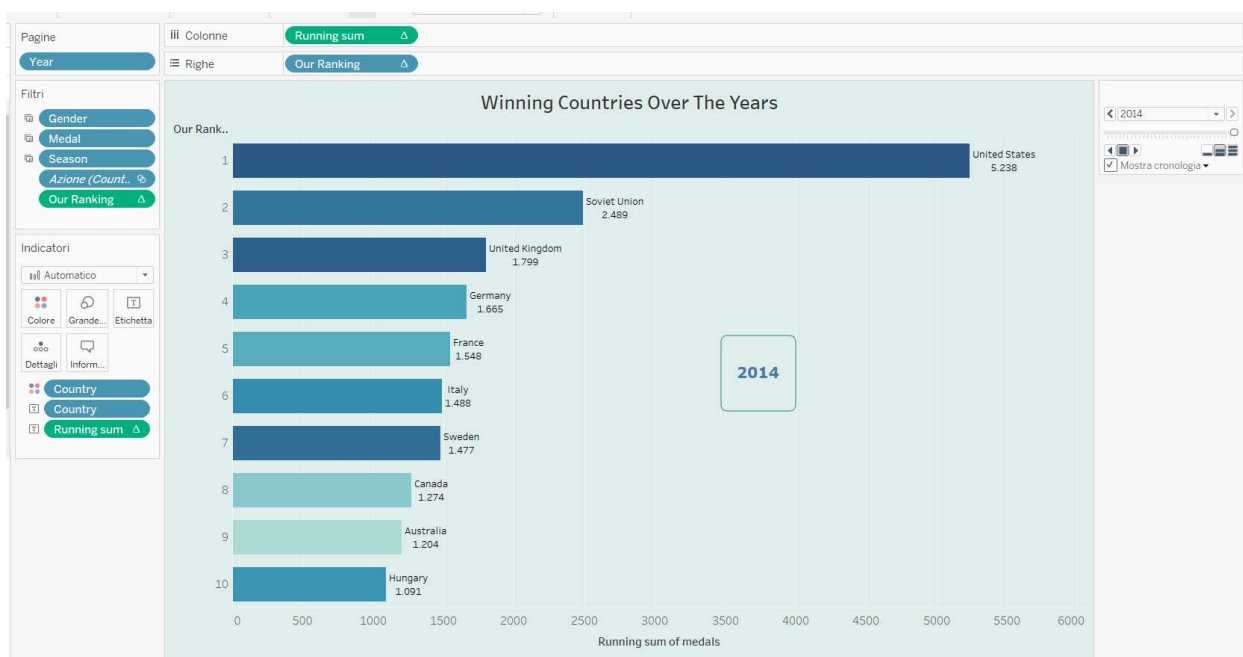 Pagine
Year
Filtri
Gender
Medal
Season
Azione (Count..
Our Ranking
Indicatori
Automatico
Colore
Grande...
Etichetta
Dettagli
Inform...
Country
Country
Running sum
Colonne
Running sum
Righe
Our Ranking
Winning Countries Over The Years
Our Rank..
1
United States
5.238
2
Soviet Union
2.489
3
United Kingdom
1.799
4
Germany
1.665
5
France
1.548
6
Italy
1.488
7
Sweden
1.477
8
Canada
1.274
9
Australia
1.204
10
Hungary
1.091
2014
0 500 1000 1500 2000 2500 3000 3500 4000 4500 5000 5500 6000
Running sum of medals
2014
Mostra cronologia